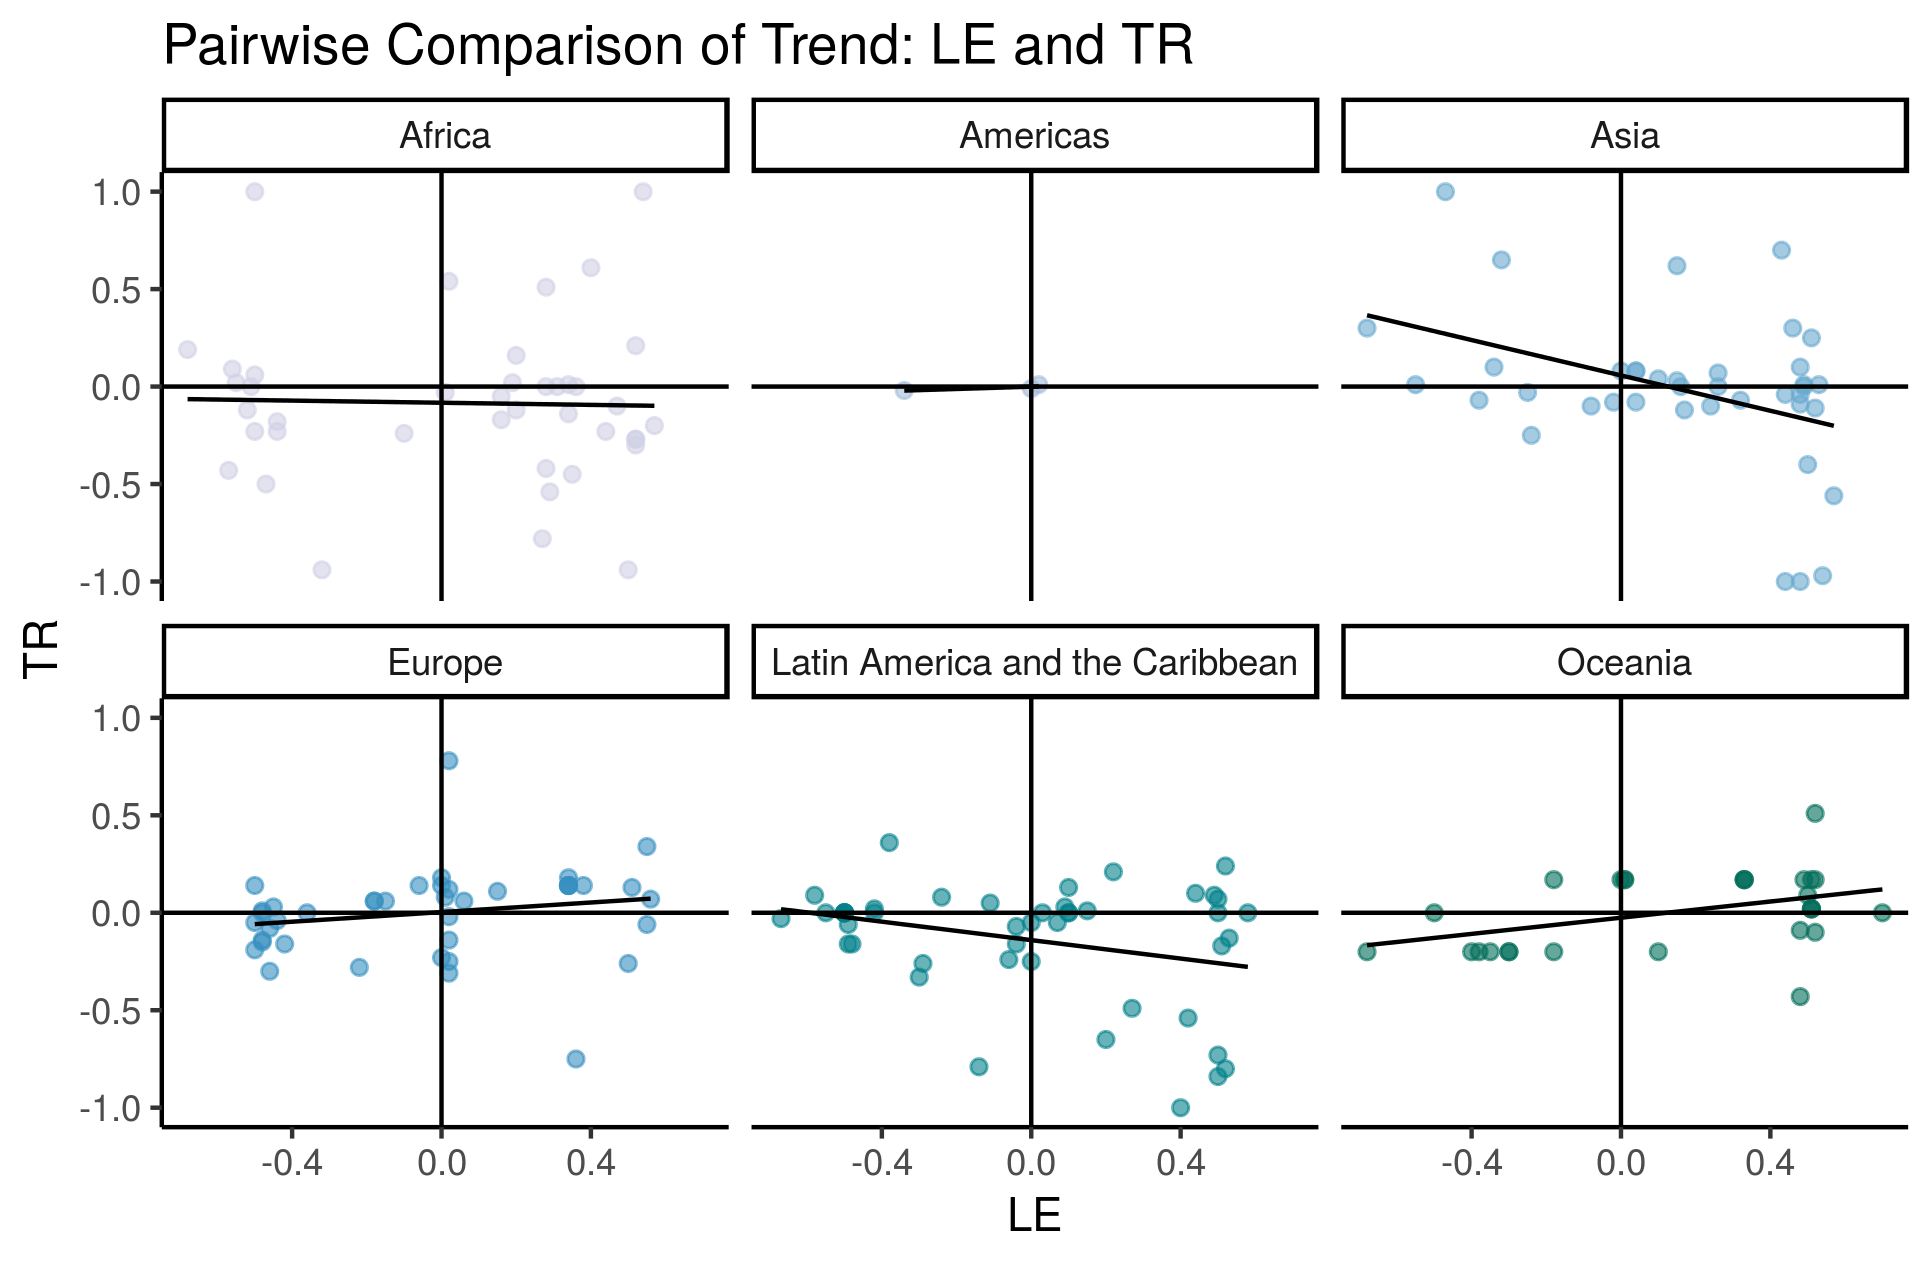 Pairwise Comparison of Trend: LE and TR
Africa
Americas
Asia
1.0
0.5
0.0
-0.5
-1.0
TR
Europe
Latin America and the Caribbean
Oceania
1.0
0.5
0.0
-0.5
-1.0
-0.4 0.0 0.4
-0.4 0.0 0.4
-0.4 0.0 0.4
LE